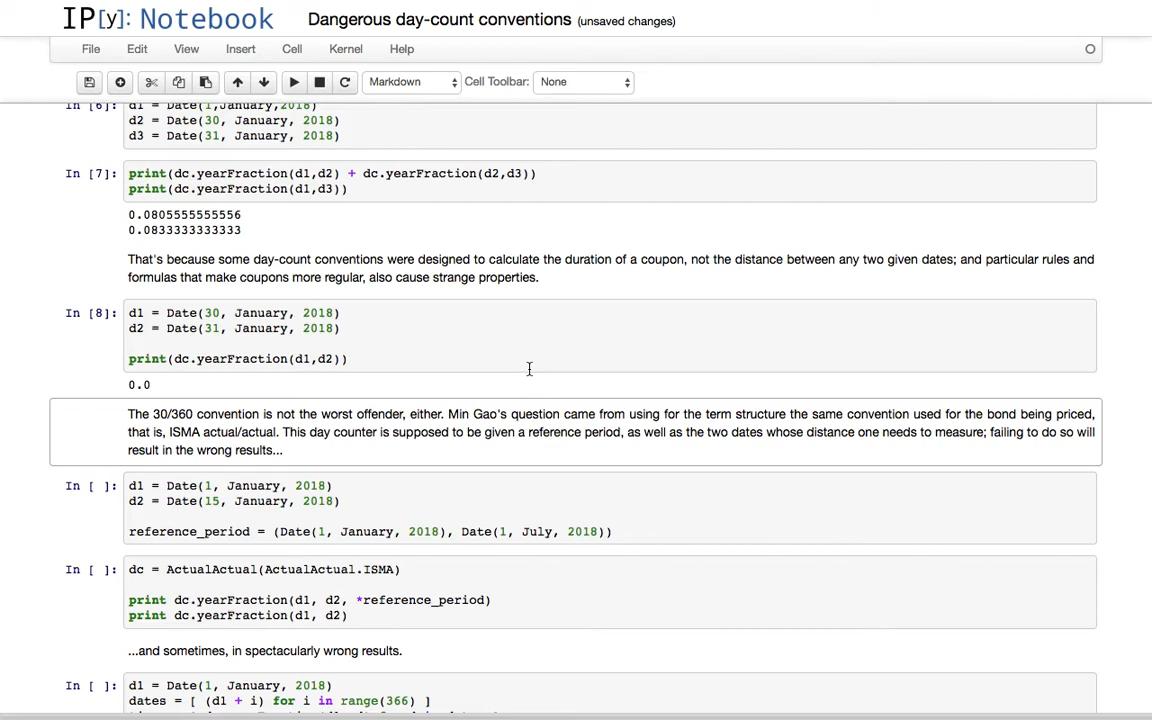 IP[y]: Notebook Dangerous day-count conventions (unsaved changes)
File Edit View Insert Cell Kernel Help
Markdown Cell Toolbar: None
In [6]: d1 = Date(1,January,2018)
d2 = Date(30, January, 2018)
d3 = Date(31, January, 2018)
In [7]: print(dc.yearFraction(d1,d2) + dc.yearFraction(d2,d3))
print(dc.yearFraction(d1,d3))
0.0805555555556
0.0833333333333
That's because some day-count conventions were designed to calculate the duration of a coupon, not the distance between any two given dates; and particular rules and
formulas that make coupons more regular, also cause strange properties.
In [8]: d1 = Date(30, January, 2018)
d2 = Date(31, January, 2018)
print(dc.yearFraction(d1,d2))
0.0
The 30/360 convention is not the worst offender, either. Min Gao's question came from using for the term structure the same convention used for the bond being priced,
that is, ISMA actual/actual. This day counter is supposed to be given a reference period, as well as the two dates whose distance one needs to measure; failing to do so will
result in the wrong results...
In [ ]: d1 = Date(1, January, 2018)
d2 = Date(15, January, 2018)
reference_period = (Date(1, January, 2018), Date(1, July, 2018))
In [ ]: dc = ActualActual(ActualActual.ISMA)
print dc.yearFraction(d1, d2, *reference_period)
print dc.yearFraction(d1, d2)
...and sometimes, in spectacularly wrong results.
In [ ]: d1 = Date(1, January, 2018)
dates = [ (d1 + i) for i in range(366) ]